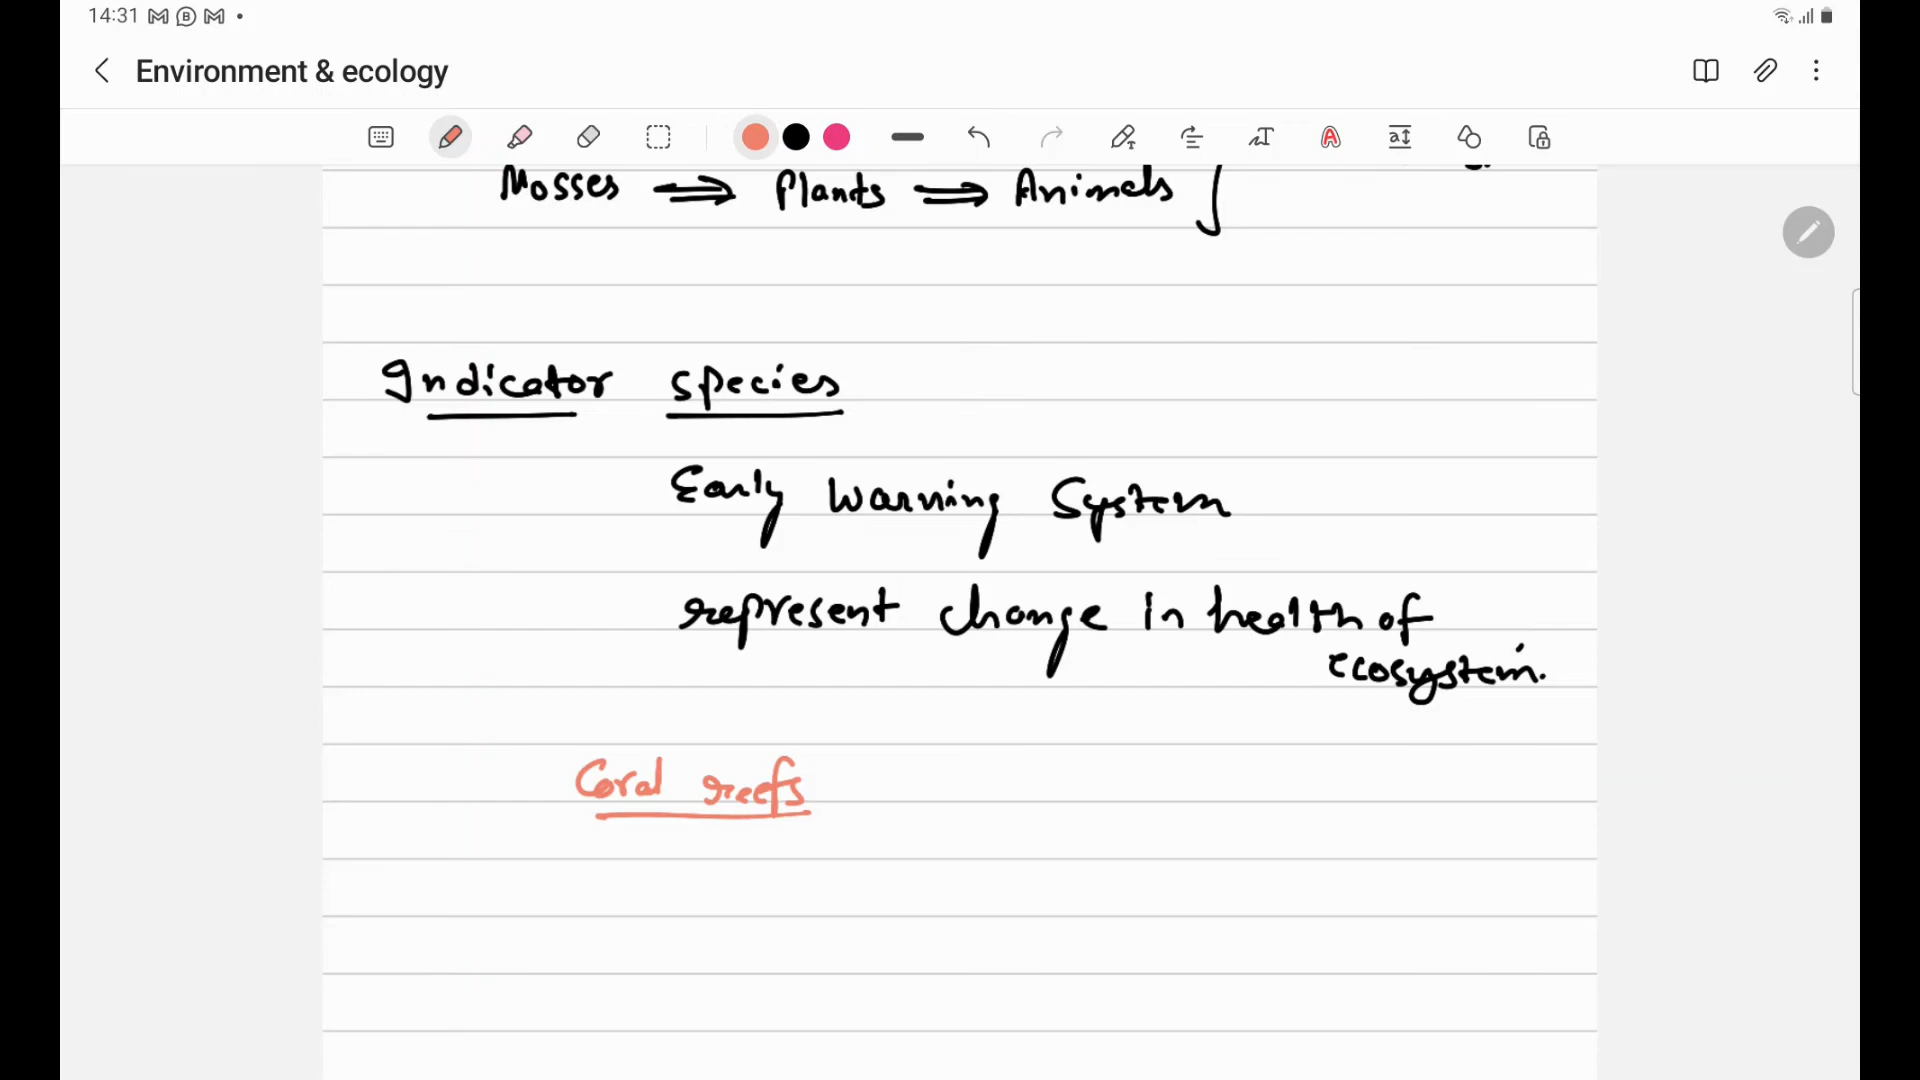 14:31
Environment & ecology
Mosses ⇒ Plants ⇒ Animals
Indicator species
Early warning System
represent change in health of
ecosystem.
Coral reefs